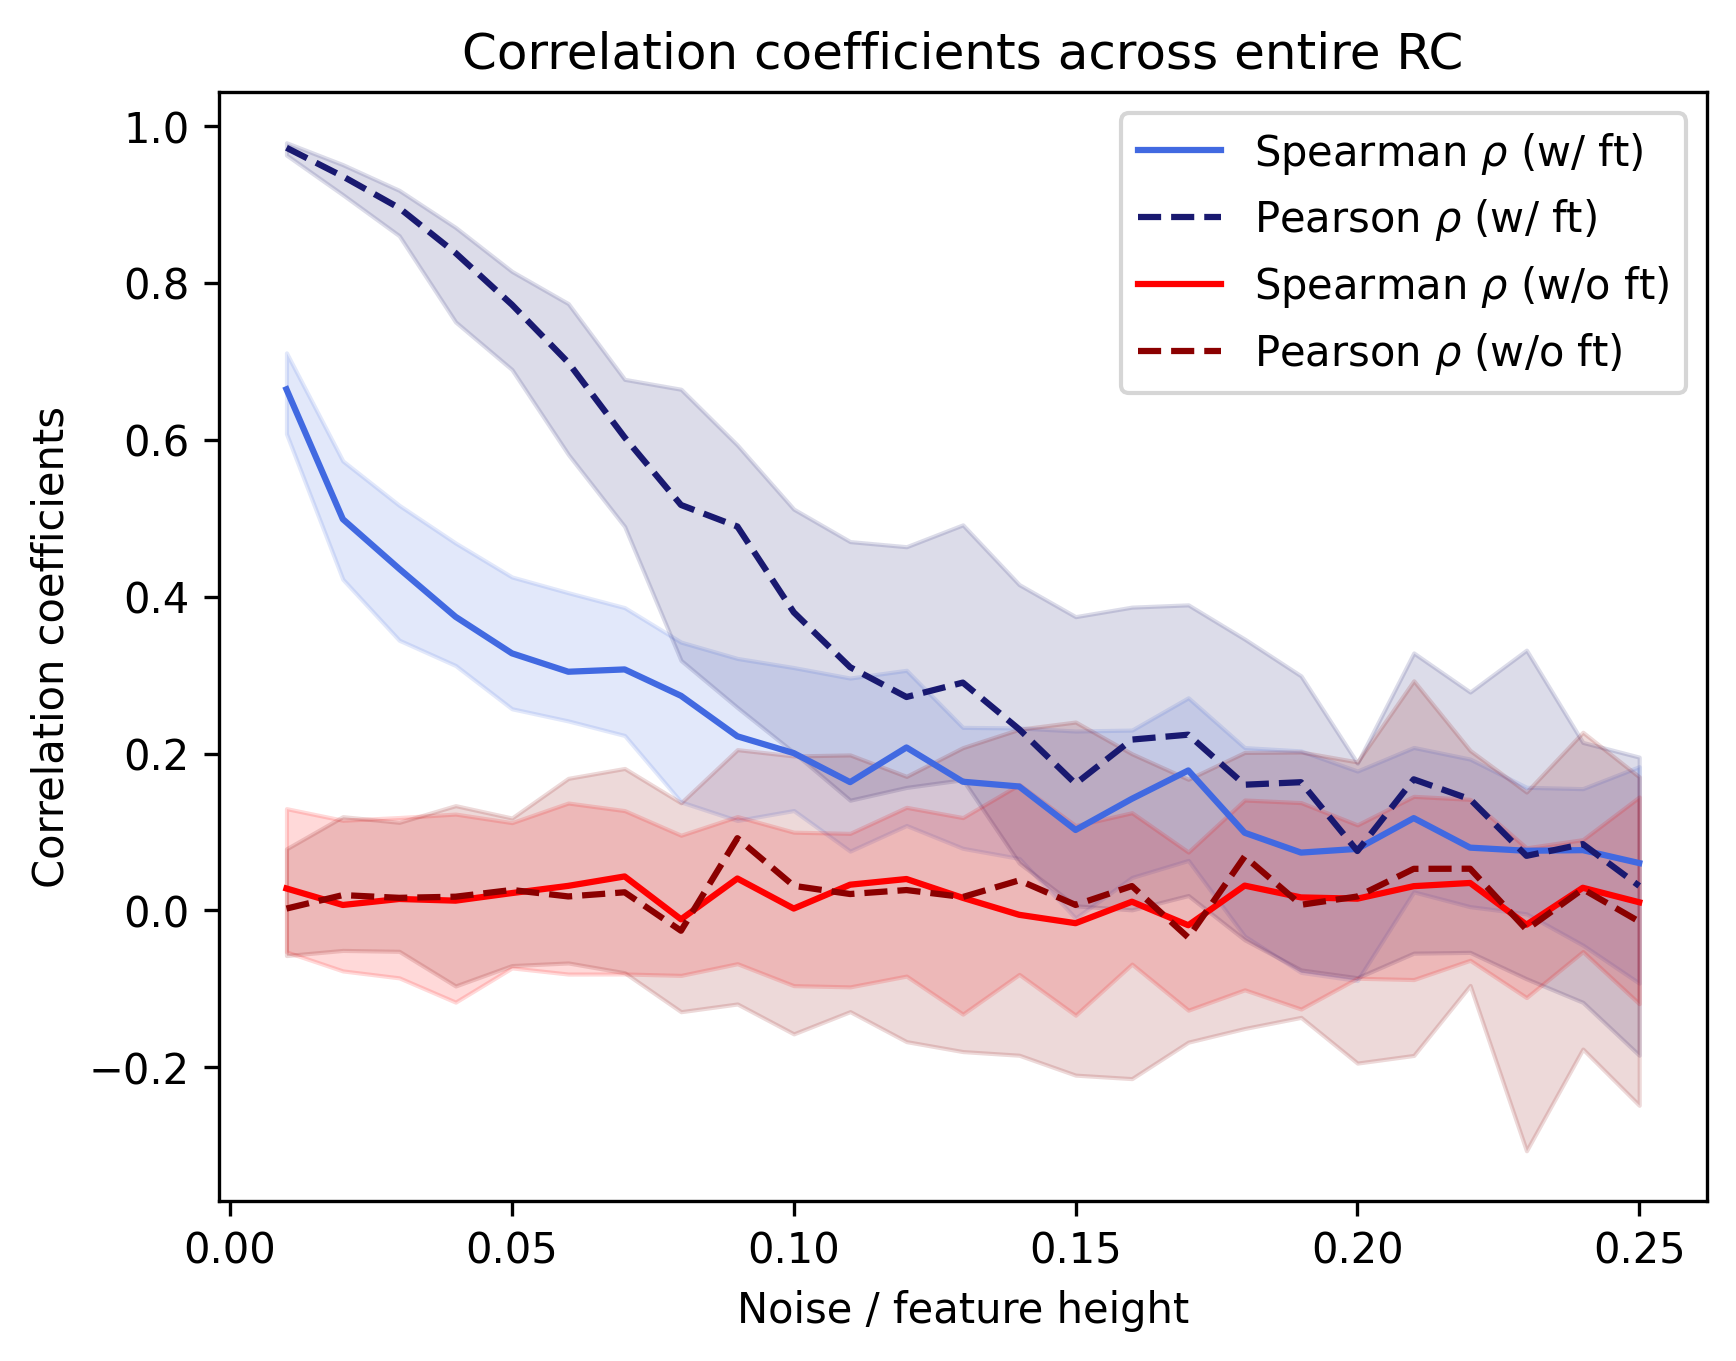 Correlation coefficients across entire RC
Spearman ρ (w/ ft)
Pearson ρ (w/ ft)
Spearman ρ (w/o ft)
Pearson ρ (w/o ft)
Correlation coefficients
1.0
0.8
0.6
0.4
0.2
0.0
−0.2
0.00 0.05 0.10 0.15 0.20 0.25
Noise / feature height